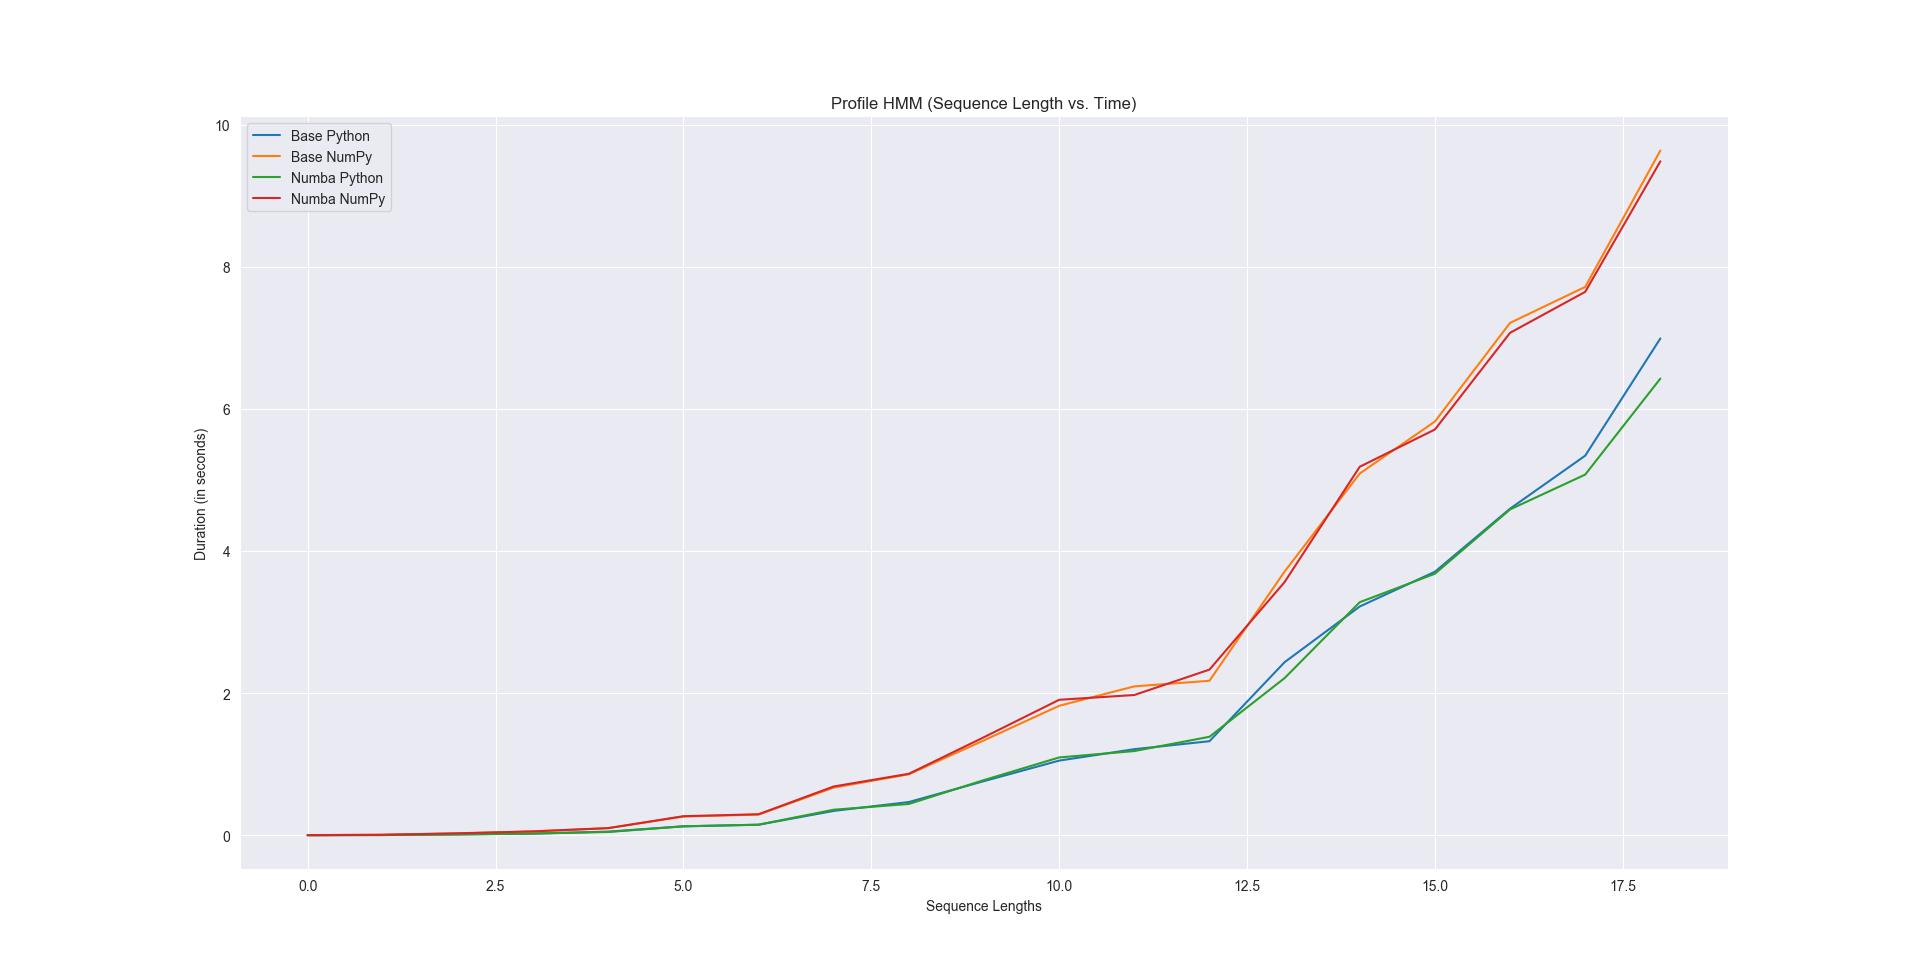 Profile HMM (Sequence Length vs. Time)
Base Python
Base NumPy
Numba Python
Numba NumPy
10
8
6
4
2
0
Duration (in seconds)
0.0 2.5 5.0 7.5 10.0 12.5 15.0 17.5
Sequence Lengths